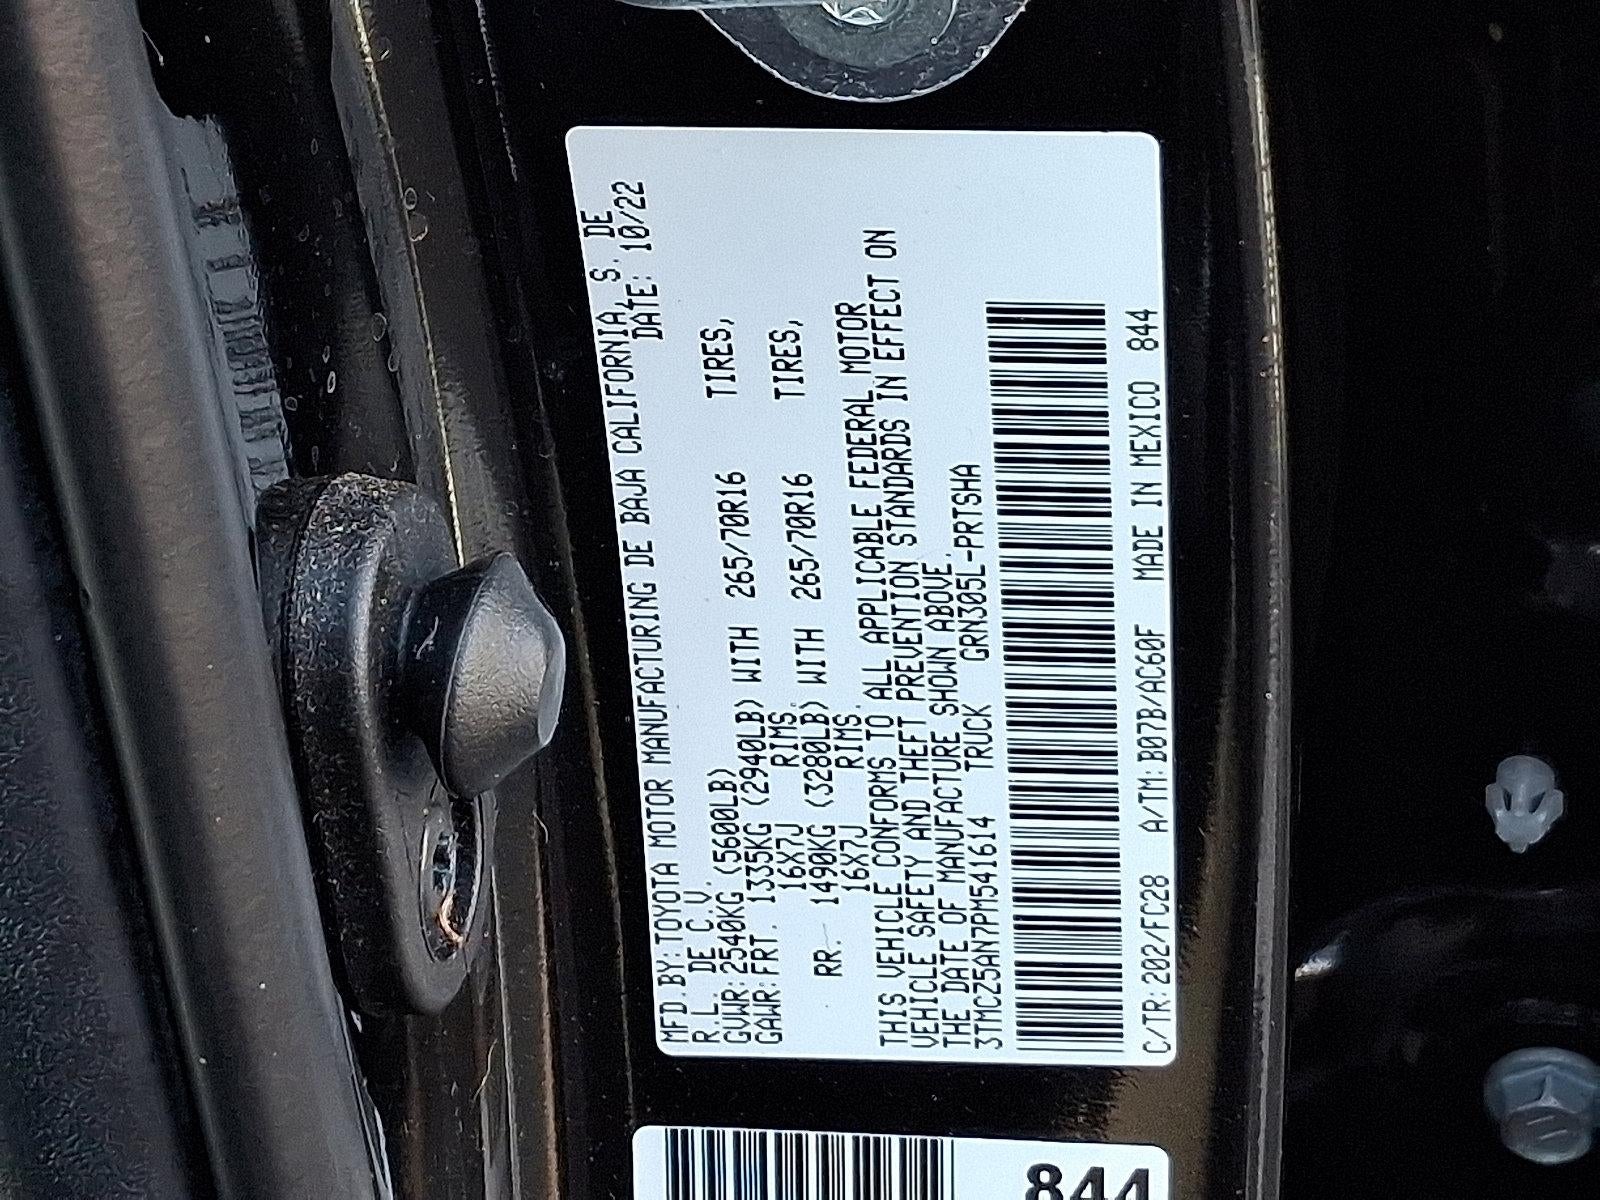 MFD.BY:TOYOTA MOTOR MANUFACTURING DE BAJA CALIFORNIA, S. DE
R.L. DE C.V. DATE: 10/22
GVWR:2540KG (5600LB)
GAWR:FRT. 1335KG (2940LB) WITH 265/70R16 TIRES,
16X7J RIMS.
RR. 1490KG (3280LB) WITH 265/70R16 TIRES,
16X7J RIMS.
THIS VEHICLE CONFORMS TO ALL APPLICABLE FEDERAL MOTOR
VEHICLE SAFETY AND THEFT PREVENTION STANDARDS IN EFFECT ON
THE DATE OF MANUFACTURE SHOWN ABOVE.
3TMCZ5AN7PM541614 TRUCK GRN305L-PRTSHA
C/TR:202/FC28 A/TM:B07B/AC60F MADE IN MEXICO 844
844